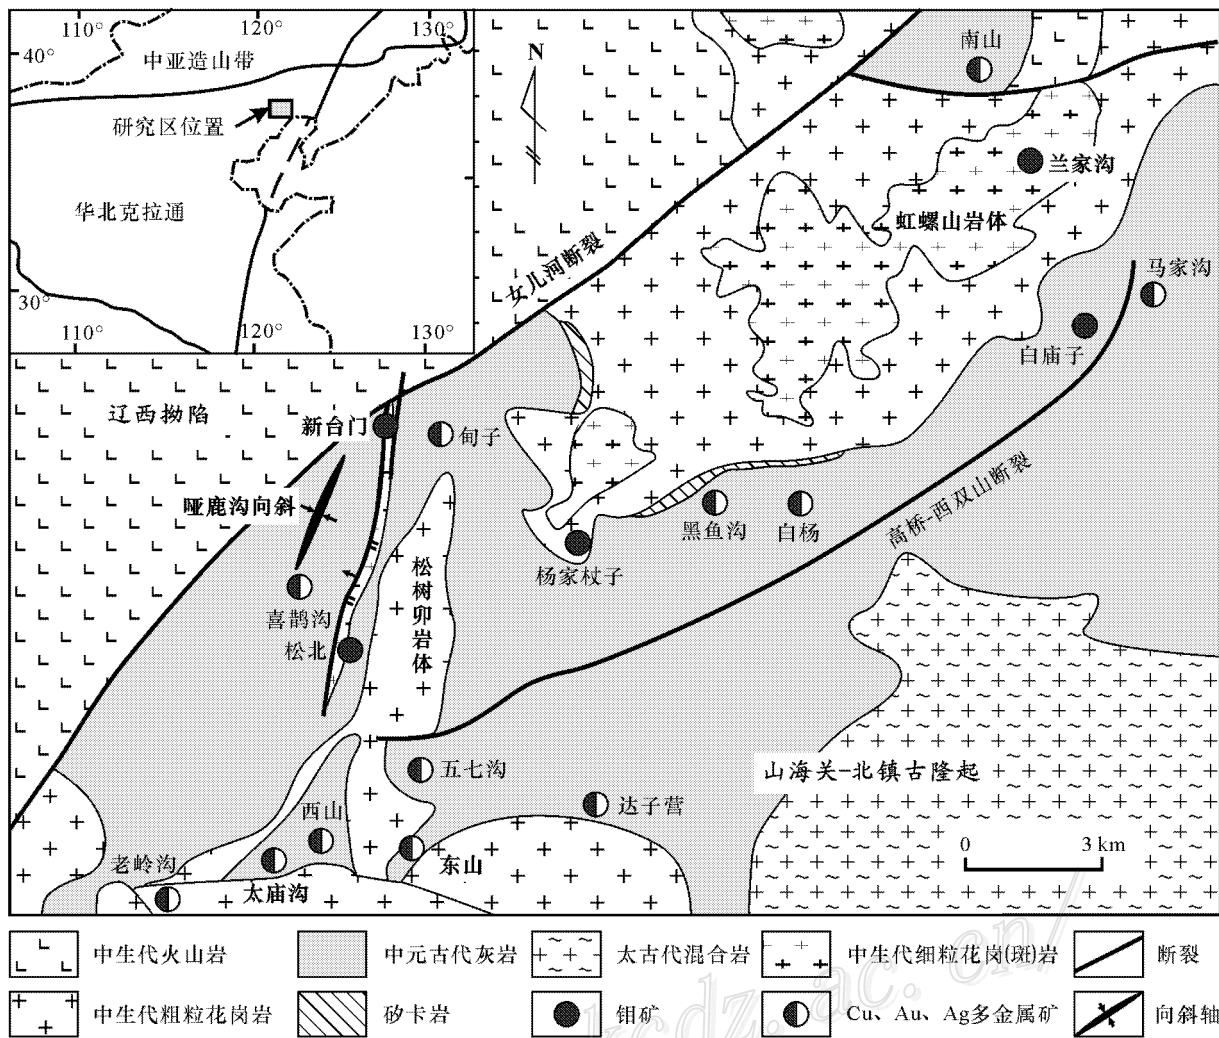 110°
120°
130°
40°
中亚造山带
研究区位置
华北克拉通
30°
110°
120°
130°
N
南山
兰家沟
虹螺山岩体
女儿河断裂
马家沟
白庙子
辽西拗陷
新台门
甸子
哑鹿沟向斜
黑鱼沟
白杨
高桥-西双山断裂
杨家杖子
松树卯岩体
喜鹊沟
松北
五七沟
山海关-北镇古隆起
西山
达子营
0 3 km
老岭沟
东山
太庙沟
中生代火山岩
中元古代灰岩
太古代混合岩
中生代细粒花岗(斑)岩
断裂
中生代粗粒花岗岩
矽卡岩
钼矿
Cu、Au、Ag多金属矿
向斜轴
kcdz.ac.cn/